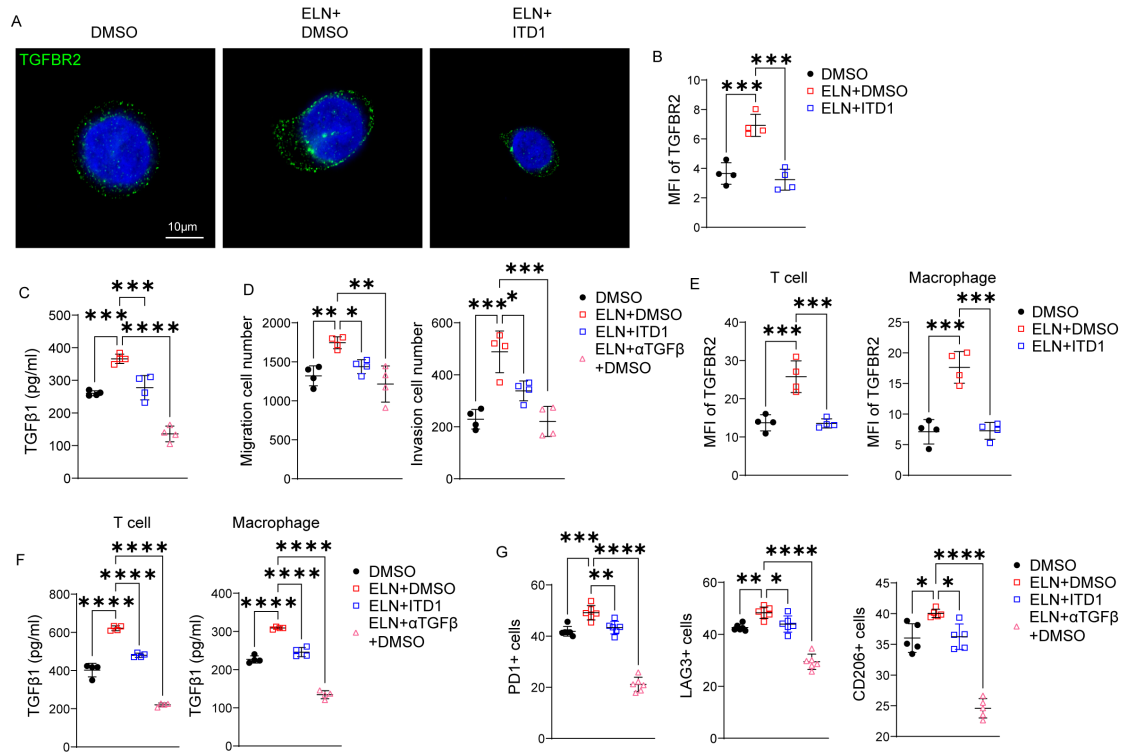 A
DMSO
ELN+
DMSO
ELN+
ITD1
TGFBR2
10μm
B
MFI of TGFBR2
8
6
4
2
0
***
***
DMSO
ELN+DMSO
ELN+ITD1
C
TGFβ1 (pg/ml)
500
400
300
200
100
0
***
***
****
D
Migration cell number
2000
1500
1000
500
0
**
**
*
Invasion cell number
600
400
200
0
***
****
*
DMSO
ELN+DMSO
ELN+ITD1
ELN+αTGFβ
+DMSO
E
T cell
MFI of TGFBR2
40
30
20
10
0
***
***
Macrophage
MFI of TGFBR2
25
20
15
10
5
0
***
***
DMSO
ELN+DMSO
ELN+ITD1
F
T cell
TGFβ1 (pg/ml)
800
600
400
200
0
****
****
****
Macrophage
TGFβ1 (pg/ml)
400
300
200
100
0
****
****
****
DMSO
ELN+DMSO
ELN+ITD1
ELN+αTGFβ
+DMSO
G
PD1+ cells
80
60
40
20
0
***
****
**
LAG3+ cells
60
40
20
0
****
**
*
CD206+ cells
45
40
35
30
25
20
****
*
*
DMSO
ELN+DMSO
ELN+ITD1
ELN+αTGFβ
+DMSO